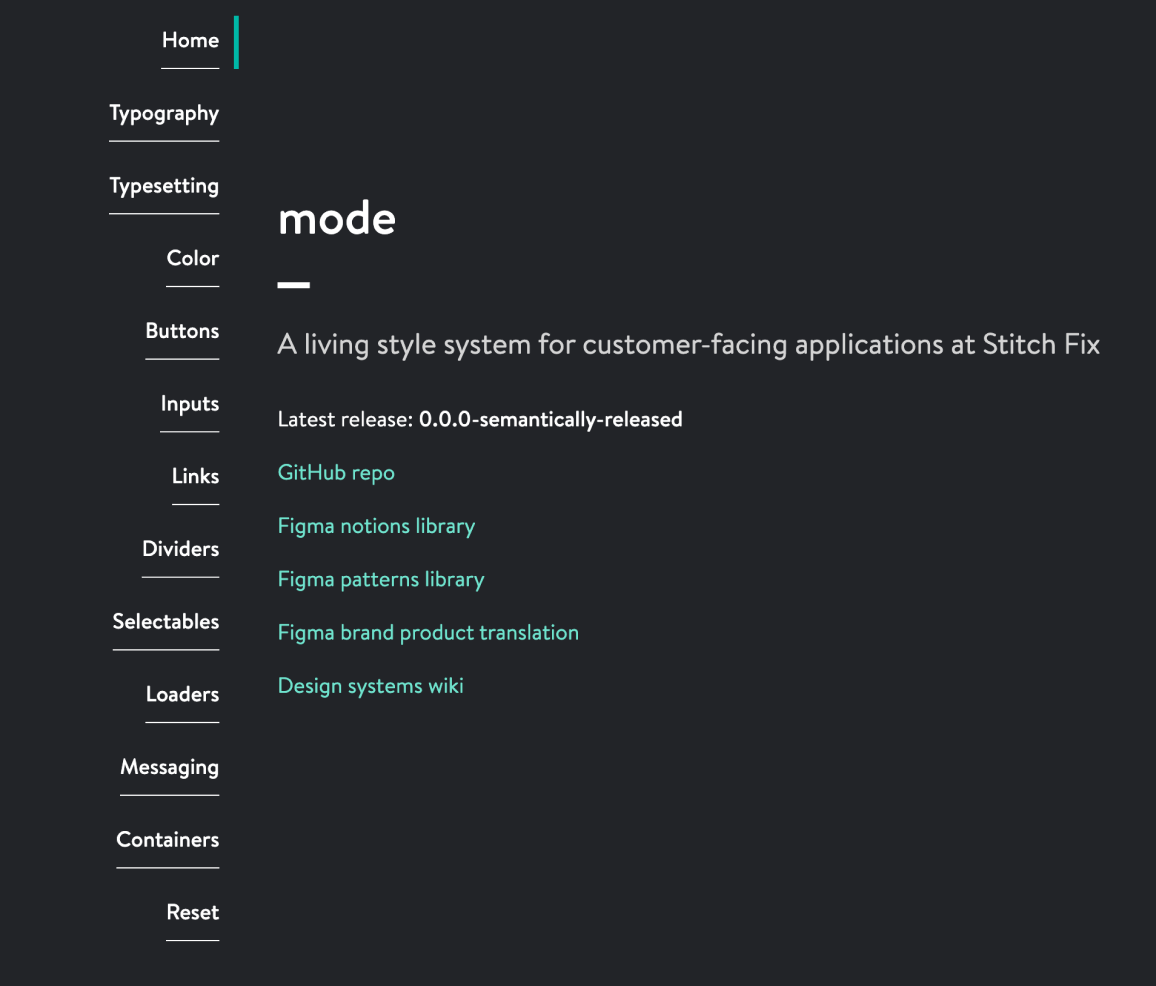 Home
Typography
Typesetting
Color
Buttons
Inputs
Links
Dividers
Selectables
Loaders
Messaging
Containers
Reset
mode
A living style system for customer-facing applications at Stitch Fix
Latest release: 0.0.0-semantically-released
GitHub repo
Figma notions library
Figma patterns library
Figma brand product translation
Design systems wiki